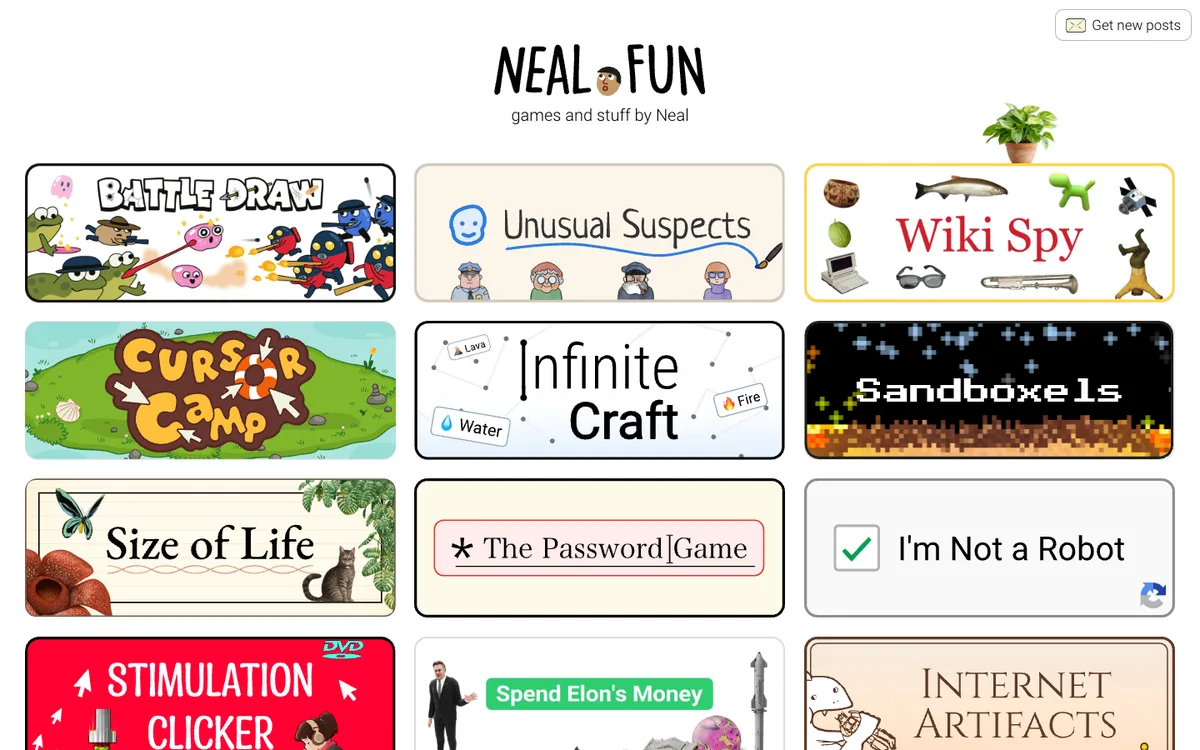 Get new posts
NEAL FUN
games and stuff by Neal
BATTLE DRAW
Unusual Suspects
Wiki Spy
CURSOR
CAMP
Lava
Infinite
Craft
Fire
Water
Sandboxels
Size of Life
* The Password Game
I'm Not a Robot
DVD
STIMULATION
CLICKER
Spend Elon's Money
INTERNET
ARTIFACTS